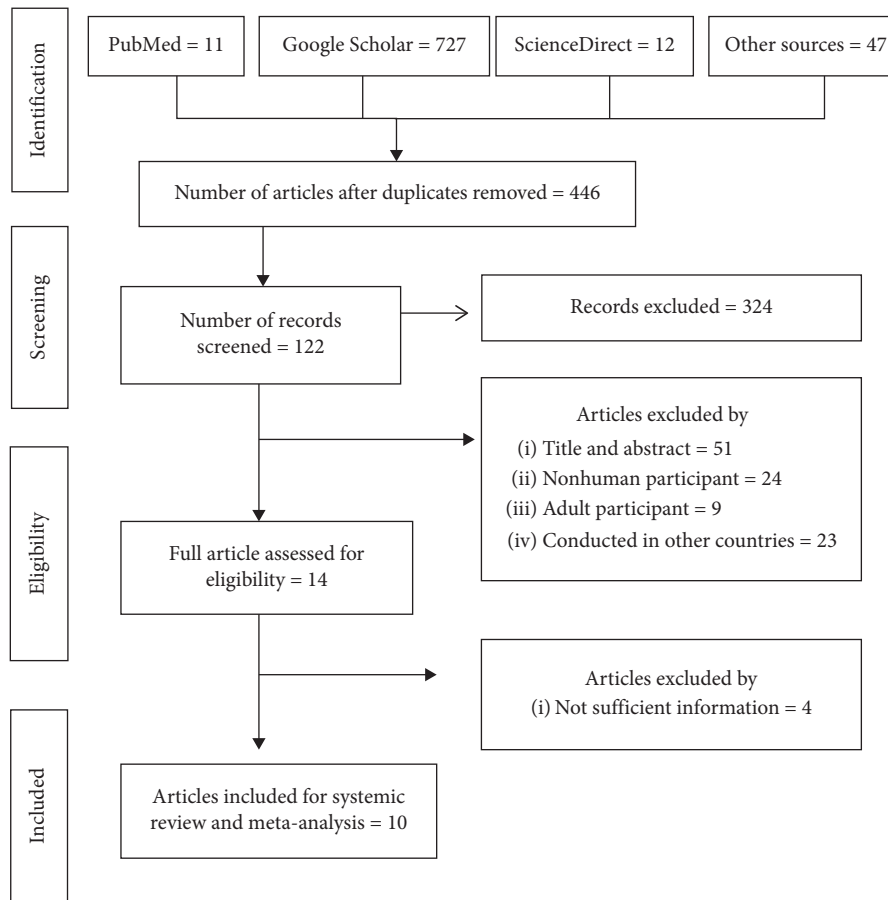 Identification
PubMed = 11
Google Scholar = 727
ScienceDirect = 12
Other sources = 47
Number of articles after duplicates removed = 446
Screening
Number of records
screened = 122
Records excluded = 324
Articles excluded by
(i) Title and abstract = 51
(ii) Nonhuman participant = 24
(iii) Adult participant = 9
(iv) Conducted in other countries = 23
Eligibility
Full article assessed for
eligibility = 14
Articles excluded by
(i) Not sufficient information = 4
Included
Articles included for systemic
review and meta-analysis = 10